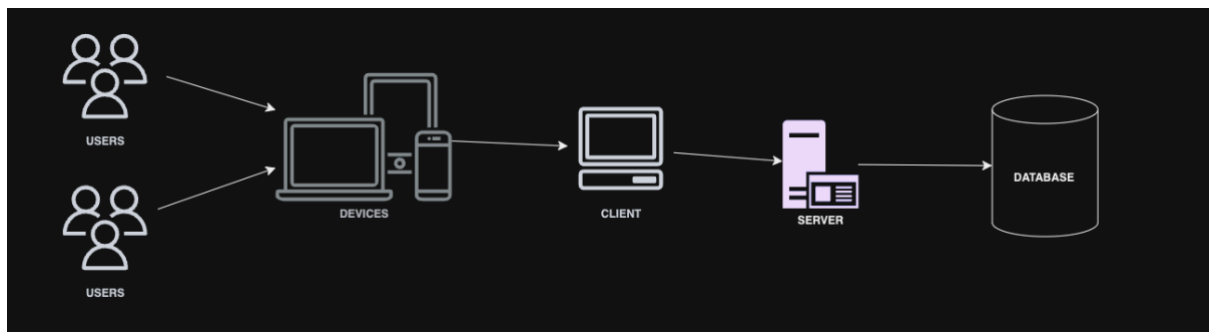 USERS
DEVICES
CLIENT
SERVER
DATABASE
USERS